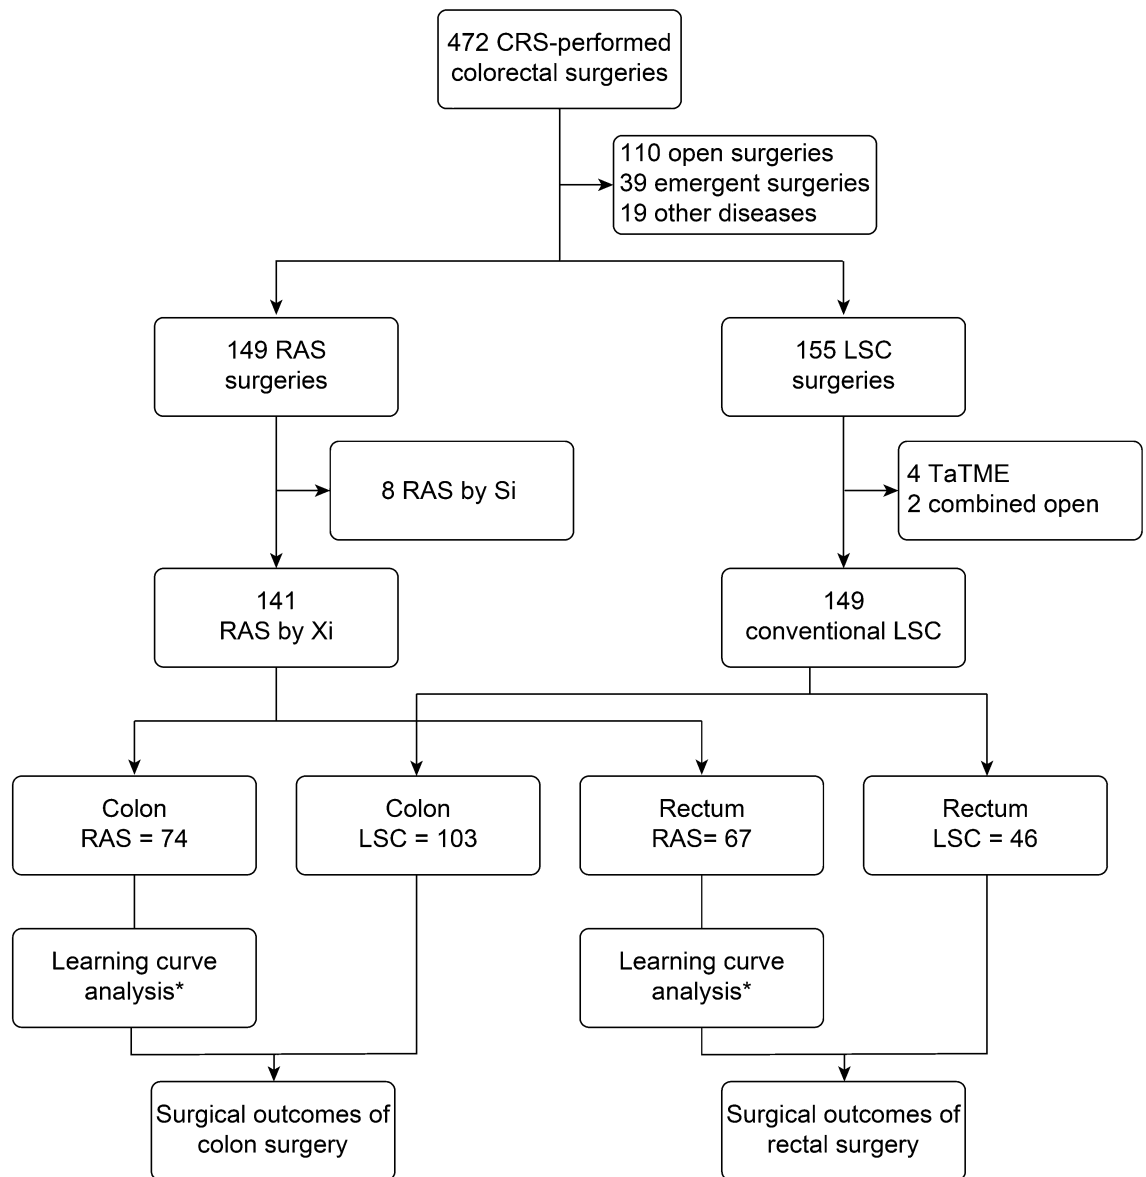 472 CRS-performed
colorectal surgeries
110 open surgeries
39 emergent surgeries
19 other diseases
149 RAS
surgeries
155 LSC
surgeries
8 RAS by Si
4 TaTME
2 combined open
141
RAS by Xi
149
conventional LSC
Colon
RAS = 74
Colon
LSC = 103
Rectum
RAS= 67
Rectum
LSC = 46
Learning curve
analysis*
Learning curve
analysis*
Surgical outcomes of
colon surgery
Surgical outcomes of
rectal surgery